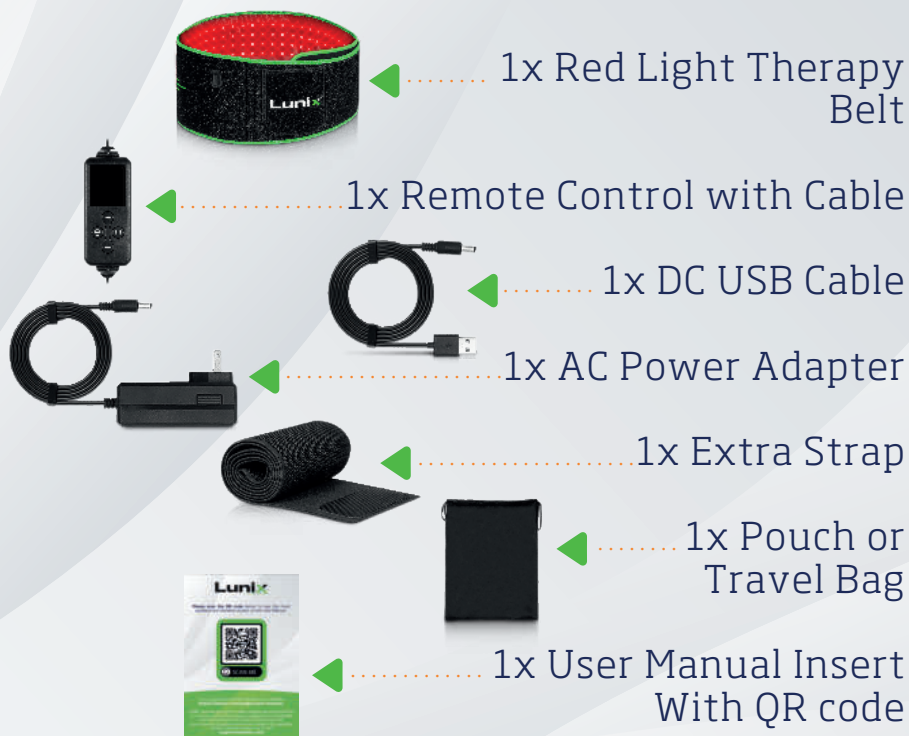 Lunix
1x Red Light Therapy
Belt
1x Remote Control with Cable
1x DC USB Cable
1x AC Power Adapter
1x Extra Strap
1x Pouch or
Travel Bag
Lunix
1x User Manual Insert
With QR code